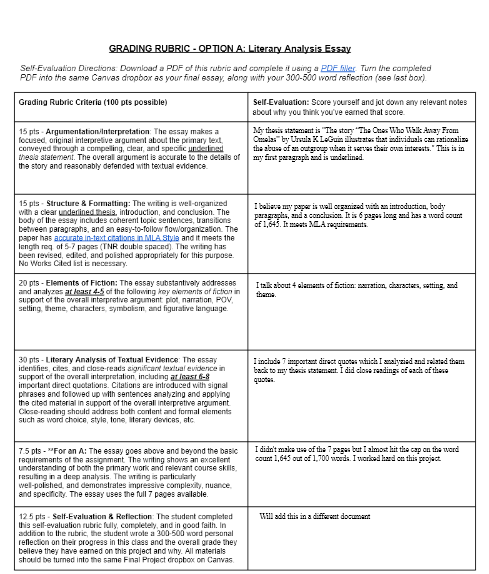 GRADING RUBRIC - OPTION A: Literary Analysis Essay
Self-Evaluation Directions: Download a PDF of this rubric and complete it using a PDF filler. Turn the completed
PDF into the same Canvas dropbox as your final essay, along with your 300-500 word reflection (see last box).
Grading Rubric Criteria (100 pts possible)
Self-Evaluation: Score yourself and jot down any relevant notes
about why you think you've earned that score.
15 pts - Argumentation/Interpretation: The essay makes a
focused, original interpretive argument about the primary text,
conveyed through a compelling, clear, and specific underlined
thesis statement. The overall argument is accurate to the details of
the story and reasonably defended with textual evidence.
My thesis statement is "The story "The Ones Who Walk Away From
Omelas" by Ursula K LeGuin illustrates that individuals can rationalize
the abuse of an outgroup when it serves their own interests." This is in
my first paragraph and is underlined.
15 pts - Structure & Formatting: The writing is well-organized
with a clear underlined thesis, introduction, and conclusion. The
body of the essay includes coherent topic sentences, transitions
between paragraphs, and an easy-to-follow flow/organization. The
paper has accurate in-text citations in MLA Style and it meets the
length req. of 5-7 pages (TNR double spaced). The writing has
been revised, edited, and polished appropriately for this purpose.
No Works Cited list is necessary.
I believe my paper is well organized with an introduction, body
paragraphs, and a conclusion. It is 6 pages long and has a word count
of 1,645. It meets MLA requirements.
20 pts - Elements of Fiction: The essay substantively addresses
and analyzes at least 4-5 of the following key elements of fiction in
support of the overall interpretive argument: plot, narration, POV,
setting, theme, characters, symbolism, and figurative language.
I talk about 4 elements of fiction: narration, characters, setting, and
theme.
30 pts - Literary Analysis of Textual Evidence: The essay
identifies, cites, and close-reads significant textual evidence in
support of the overall interpretation, including at least 6-8
important direct quotations. Citations are introduced with signal
phrases and followed up with sentences analyzing and applying
the cited material in support of the overall interpretive argument.
Close-reading should address both content and formal elements
such as word choice, style, tone, literary devices, etc.
I include 7 important direct quotes which I analyzied and related them
back to my thesis statement. I did close readings of each of these
quotes.
7.5 pts - **For an A: The essay goes above and beyond the basic
requirements of the assignment. The writing shows an excellent
understanding of both the primary work and relevant course skills,
resulting in a deep analysis. The writing is particularly
well-polished, and demonstrates impressive complexity, nuance,
and specificity. The essay uses the full 7 pages available.
I didn't make use of the 7 pages but I almost hit the cap on the word
count 1,645 out of 1,700 words. I worked hard on this project.
12.5 pts - Self-Evaluation & Reflection: The student completed
this self-evaluation rubric fully, completely, and in good faith. In
addition to the rubric, the student wrote a 300-500 word personal
reflection on their progress in this class and the overall grade they
believe they have earned on this project and why. All materials
should be turned into the same Final Project dropbox on Canvas.
Will add this in a different document